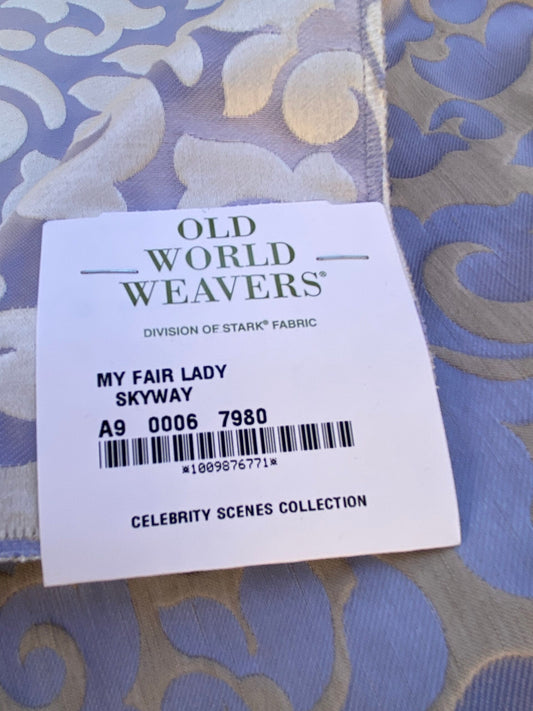 OLD
WORLD
WEAVERS®
DIVISION OF STARK® FABRIC
MY FAIR LADY
SKYWAY
A9 0006 7980
*1009876771*
CELEBRITY SCENES COLLECTION